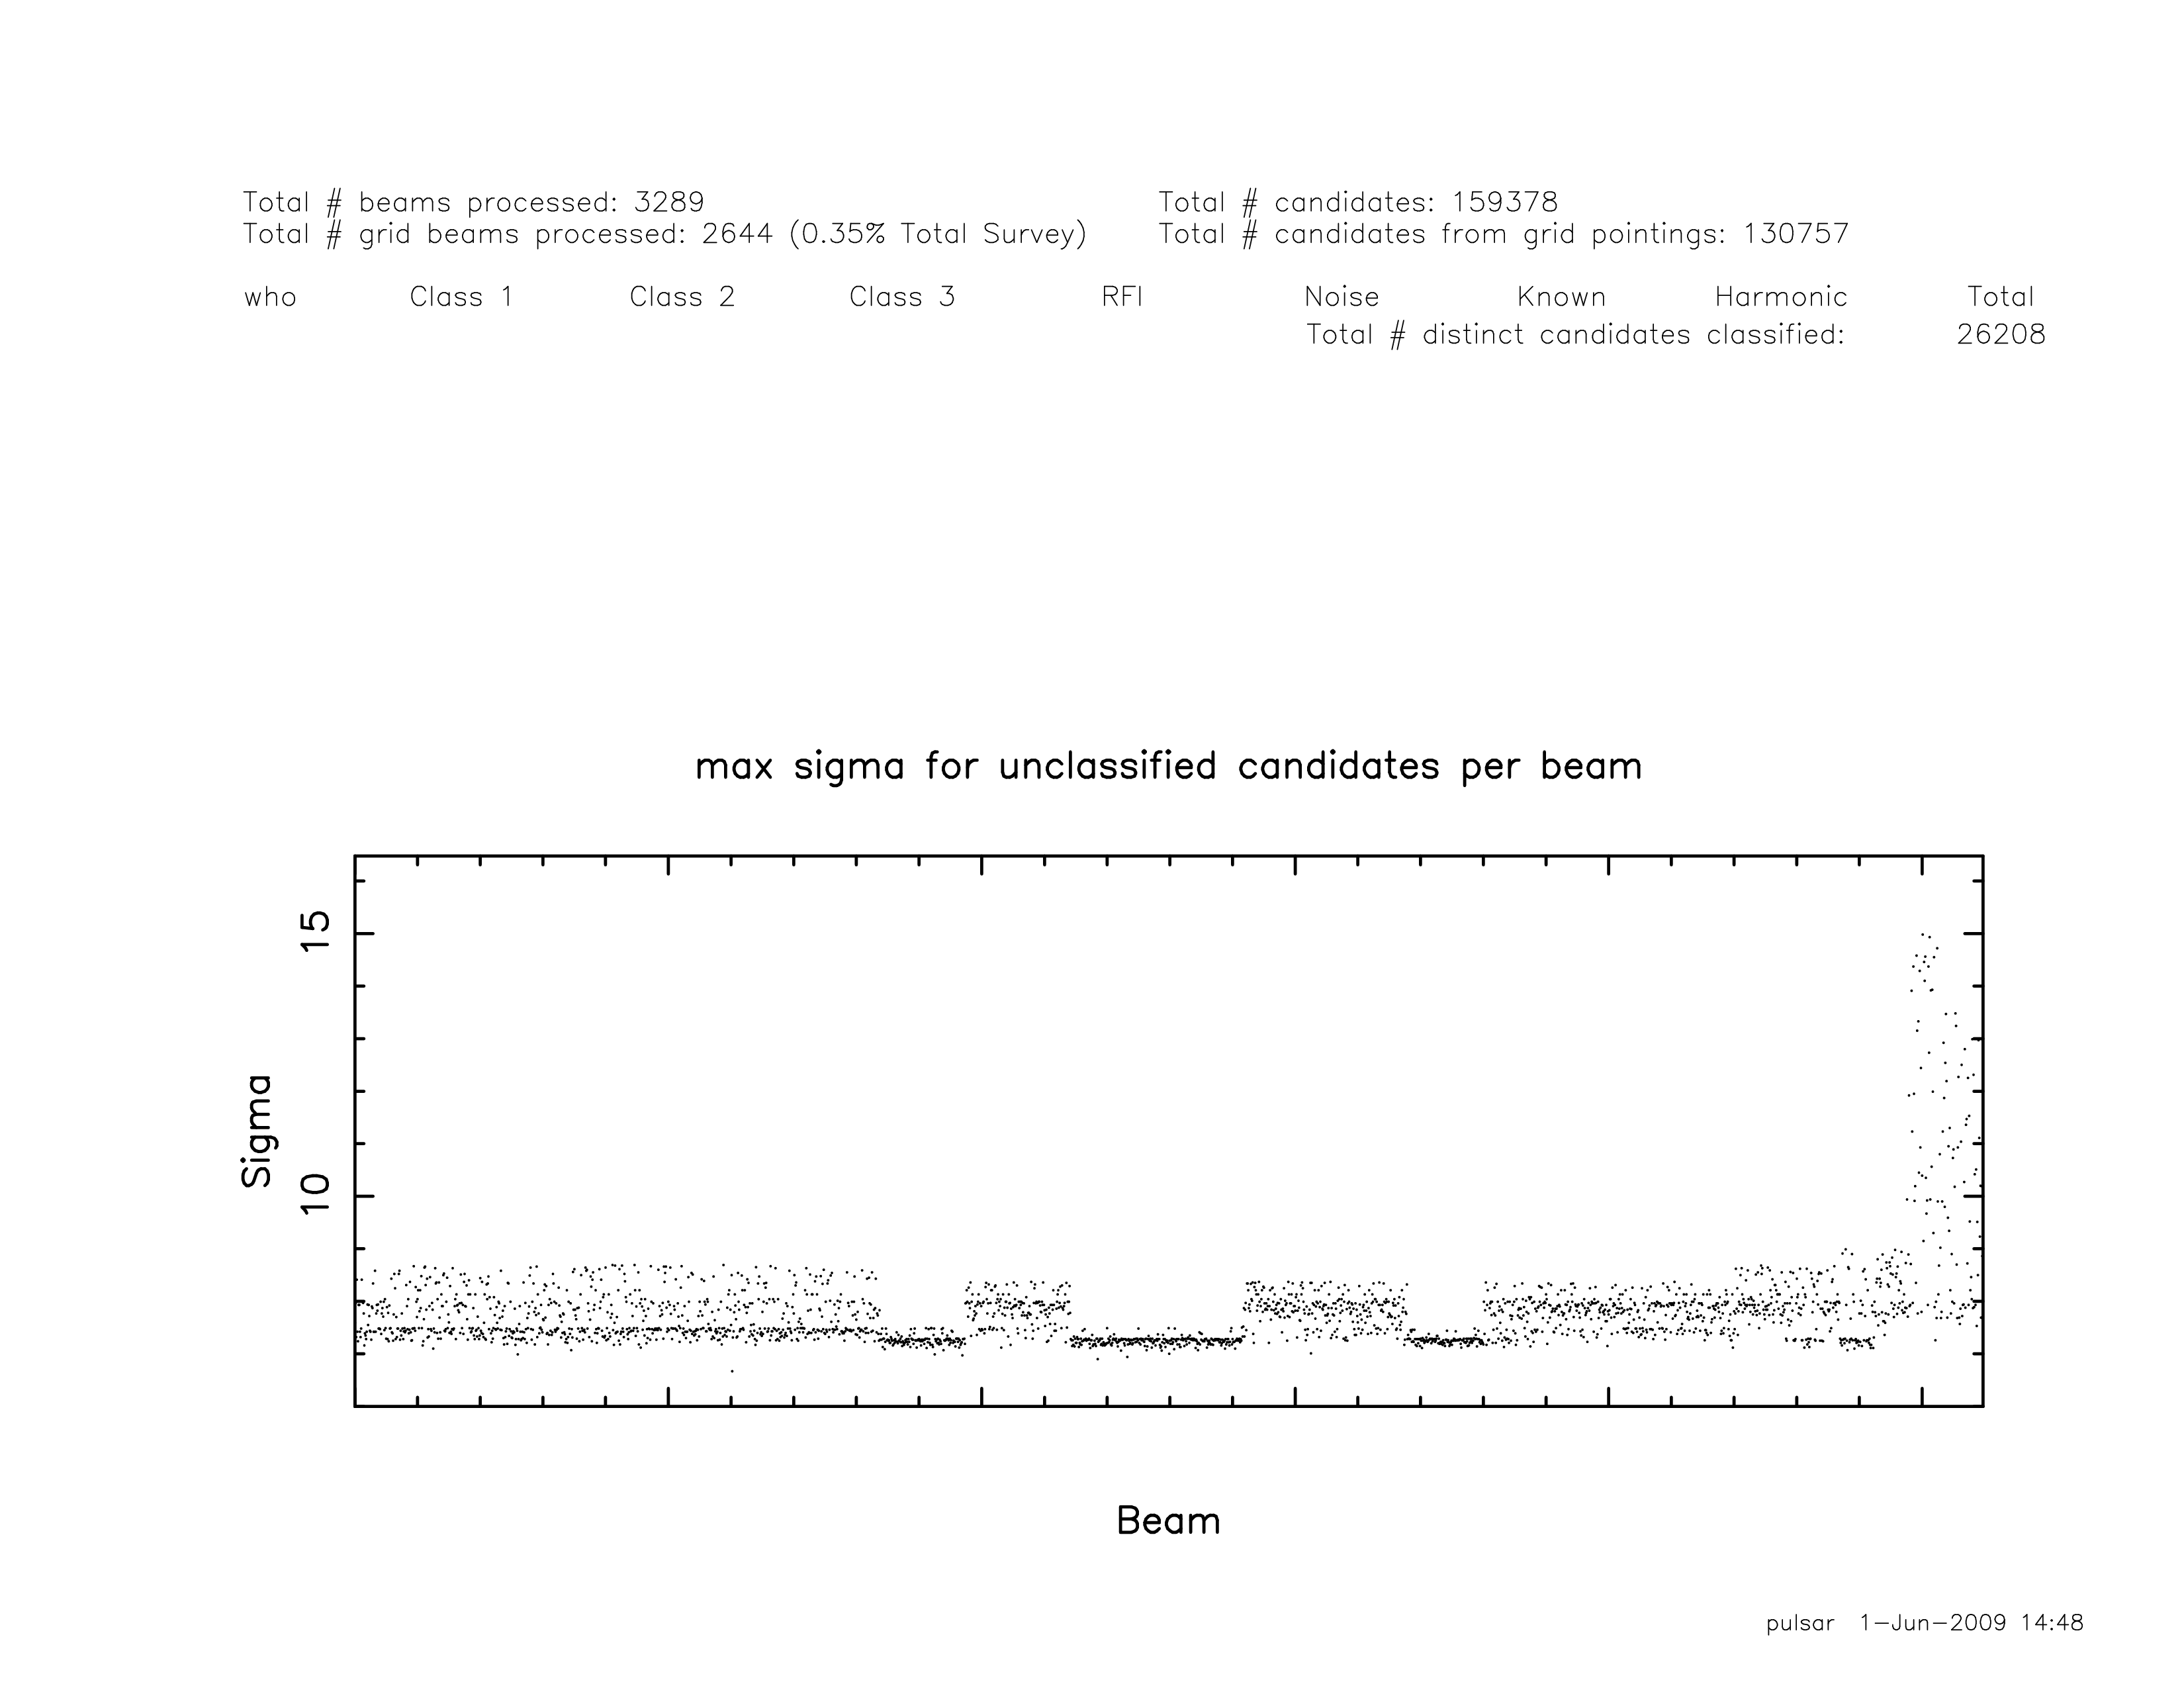 Total # beams processed: 3289 Total # candidates: 159378
Total # grid beams processed: 2644 (0.35% Total Survey) Total # candidates from grid pointings: 130757
who Class 1 Class 2 Class 3 RFI Noise Known Harmonic Total
Total # distinct candidates classified: 26208
max sigma for unclassified candidates per beam
15
10
Sigma
Beam
pulsar 1-Jun-2009 14:48